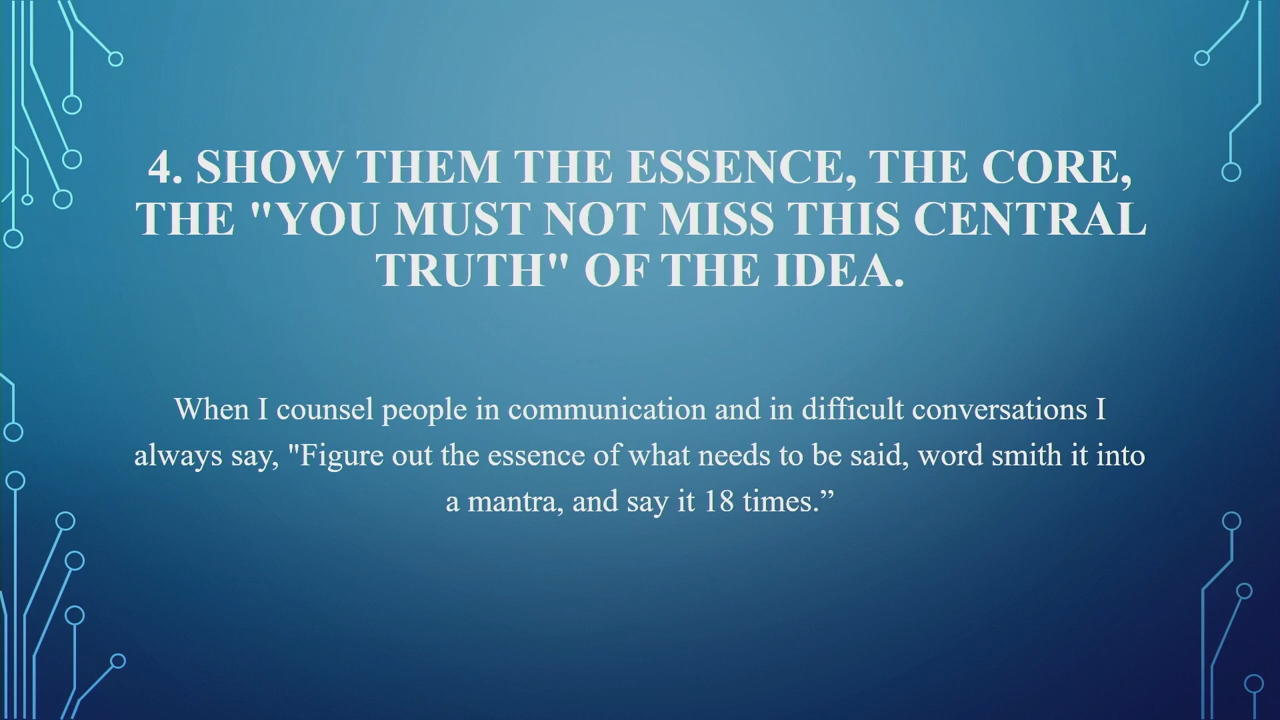 4. SHOW THEM THE ESSENCE, THE CORE,
THE "YOU MUST NOT MISS THIS CENTRAL
TRUTH" OF THE IDEA.
When I counsel people in communication and in difficult conversations I
always say, "Figure out the essence of what needs to be said, word smith it into
a mantra, and say it 18 times.”